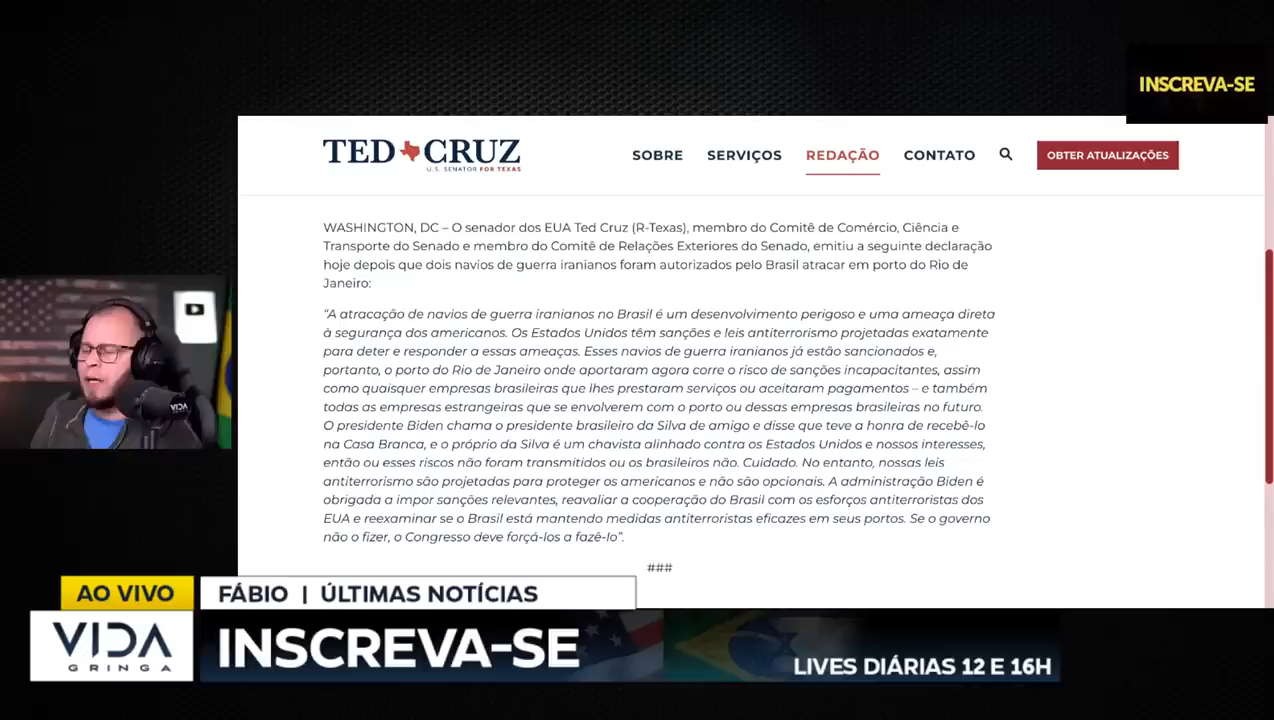 INSCREVA-SE
TED CRUZ
U.S. SENATOR FOR TEXAS
SOBRE SERVIÇOS REDAÇÃO CONTATO OBTER ATUALIZAÇÕES
WASHINGTON, DC – O senador dos EUA Ted Cruz (R-Texas), membro do Comitê de Comércio, Ciência e
Transporte do Senado e membro do Comitê de Relações Exteriores do Senado, emitiu a seguinte declaração
hoje depois que dois navios de guerra iranianos foram autorizados pelo Brasil atracar em porto do Rio de
Janeiro:
“A atracação de navios de guerra iranianos no Brasil é um desenvolvimento perigoso e uma ameaça direta
à segurança dos americanos. Os Estados Unidos têm sanções e leis antiterrorismo projetadas exatamente
para deter e responder a essas ameaças. Esses navios de guerra iranianos já estão sancionados e,
portanto, o porto do Rio de Janeiro onde aportaram agora corre o risco de sanções incapacitantes, assim
como quaisquer empresas brasileiras que lhes prestaram serviços ou aceitaram pagamentos – e também
todas as empresas estrangeiras que se envolverem com o porto ou dessas empresas brasileiras no futuro.
O presidente Biden chama o presidente brasileiro da Silva de amigo e disse que teve a honra de recebê-lo
na Casa Branca, e o próprio da Silva é um chavista alinhado contra os Estados Unidos e nossos interesses,
então ou esses riscos não foram transmitidos ou os brasileiros não. Cuidado. No entanto, nossas leis
antiterrorismo são projetadas para proteger os americanos e não são opcionais. A administração Biden é
obrigada a impor sanções relevantes, reavaliar a cooperação do Brasil com os esforços antiterroristas dos
EUA e reexaminar se o Brasil está mantendo medidas antiterroristas eficazes em seus portos. Se o governo
não o fizer, o Congresso deve forçá-los a fazê-lo”.
###
VIDA
AO VIVO FÁBIO | ÚLTIMAS NOTÍCIAS
VIDA
GRINGA
INSCREVA-SE
LIVES DIÁRIAS 12 E 16H